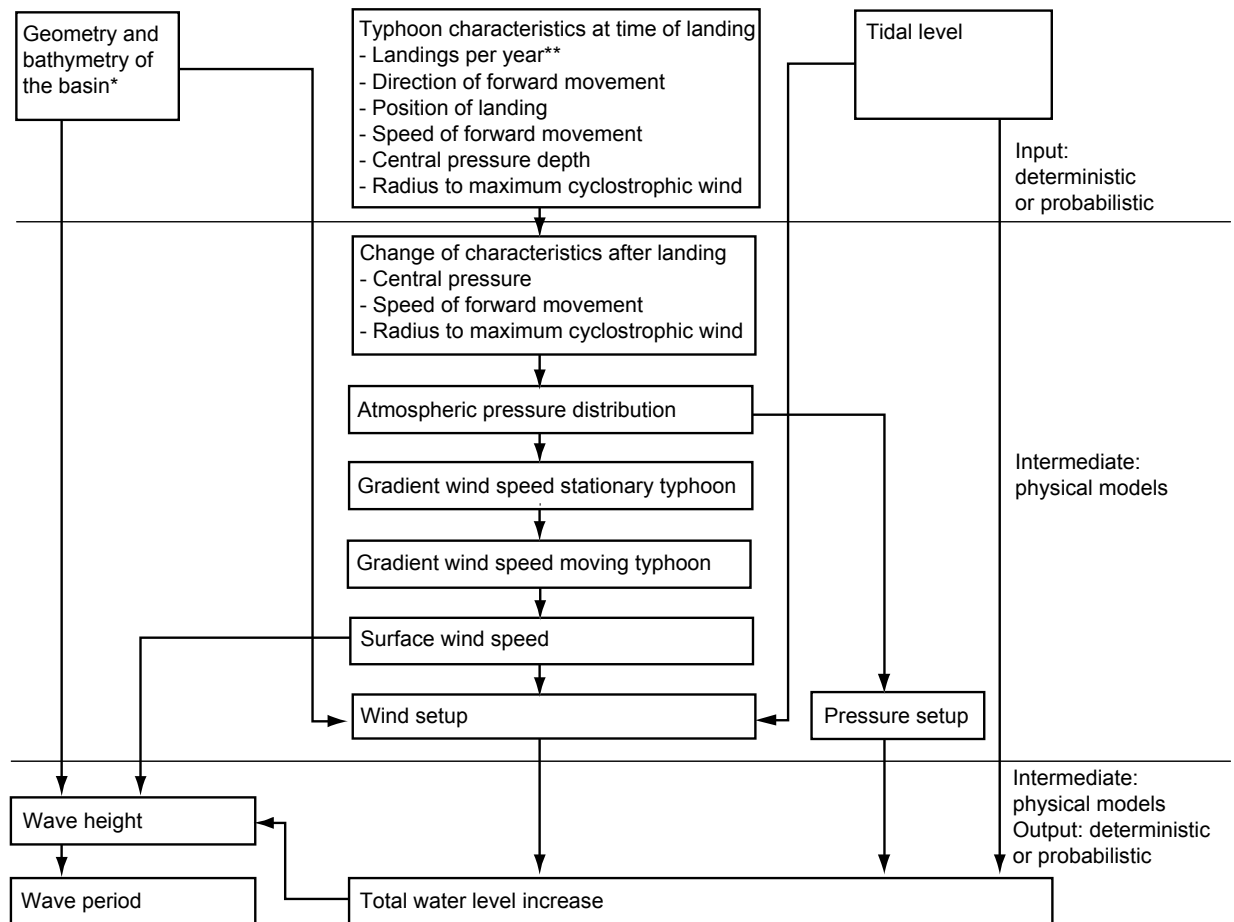 Geometry and
bathymetry of
the basin*
Typhoon characteristics at time of landing
- Landings per year**
- Direction of forward movement
- Position of landing
- Speed of forward movement
- Central pressure depth
- Radius to maximum cyclostrophic wind
Tidal level
Input:
deterministic
or probabilistic
Change of characteristics after landing
- Central pressure
- Speed of forward movement
- Radius to maximum cyclostrophic wind
Atmospheric pressure distribution
Gradient wind speed stationary typhoon
Intermediate:
physical models
Gradient wind speed moving typhoon
Surface wind speed
Wind setup
Pressure setup
Intermediate:
physical models
Output: deterministic
or probabilistic
Wave height
Wave period
Total water level increase